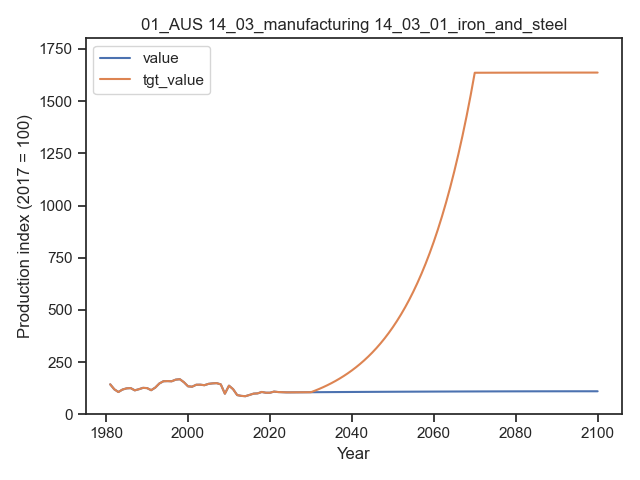 01_AUS 14_03_manufacturing 14_03_01_iron_and_steel
value
tgt_value
Production index (2017 = 100)
1750
1500
1250
1000
750
500
250
0
1980 2000 2020 2040 2060 2080 2100
Year